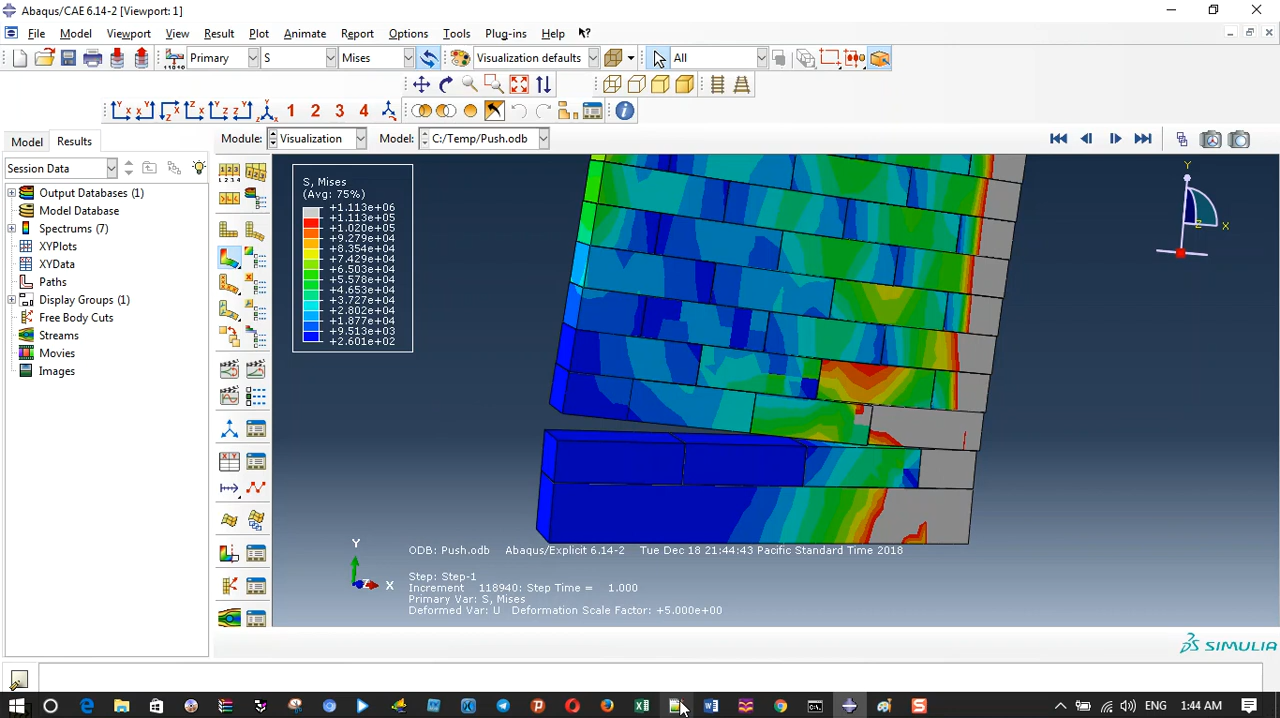 Abaqus/CAE 6.14-2 [Viewport: 1]
File Model Viewport View Result Plot Animate Report Options Tools Plug-ins Help
Primary S Mises Visualization defaults All
1 2 3 4
Model Results Module: Visualization Model: C:/Temp/Push.odb
Session Data
Output Databases (1)
Model Database
Spectrums (7)
XYPlots
XYData
Paths
Display Groups (1)
Free Body Cuts
Streams
Movies
Images
S, Mises
(Avg: 75%)
+1.113e+06
+1.113e+05
+1.020e+05
+9.279e+04
+8.354e+04
+7.429e+04
+6.503e+04
+5.578e+04
+4.653e+04
+3.727e+04
+2.802e+04
+1.877e+04
+9.513e+03
+2.601e+02
Y
X
Z
Y
X
Z
ODB: Push.odb Abaqus/Explicit 6.14-2 Tue Dec 18 21:44:43 Pacific Standard Time 2018
Step: Step-1
Increment 118940: Step Time = 1.000
Primary Var: S, Mises
Deformed Var: U Deformation Scale Factor: +5.000e+00
SIMULIA
ENG 1:44 AM